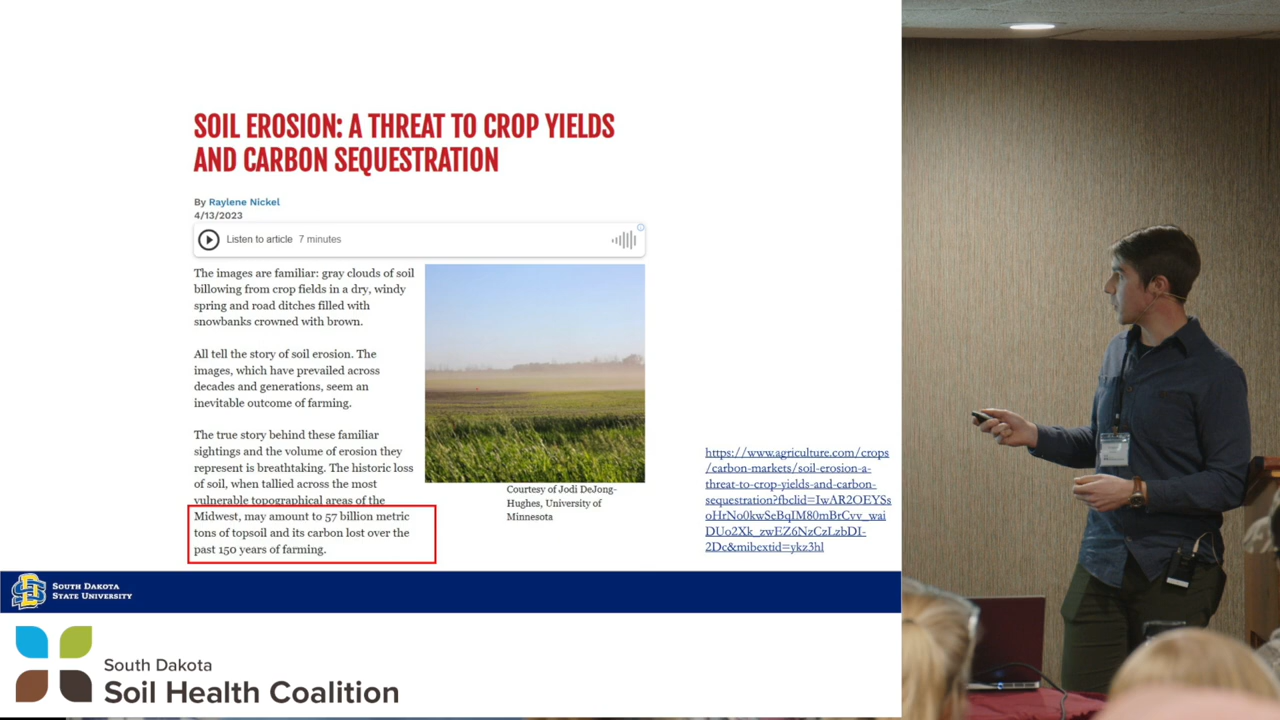 SOIL EROSION: A THREAT TO CROP YIELDS
AND CARBON SEQUESTRATION
By Raylene Nickel
4/13/2023
Listen to article 7 minutes
The images are familiar: gray clouds of soil
billowing from crop fields in a dry, windy
spring and road ditches filled with
snowbanks crowned with brown.
All tell the story of soil erosion. The
images, which have prevailed across
decades and generations, seem an
inevitable outcome of farming.
The true story behind these familiar
sightings and the volume of erosion they
represent is breathtaking. The historic loss
of soil, when tallied across the most
vulnerable topographical areas of the
Midwest, may amount to 57 billion metric
tons of topsoil and its carbon lost over the
past 150 years of farming.
Courtesy of Jodi DeJong-
Hughes, University of
Minnesota
https://www.agriculture.com/crops
/carbon-markets/soil-erosion-a-
threat-to-crop-yields-and-carbon-
sequestration?fbclid=IwAR2OEYSs
oHrNo0kwSeBqIM80mBrCvv_wai
DUo2Xk_zwEZ6NzCzLzbDI-
2Dc&mibextid=ykz3hl
SOUTH DAKOTA
STATE UNIVERSITY
South Dakota
Soil Health Coalition